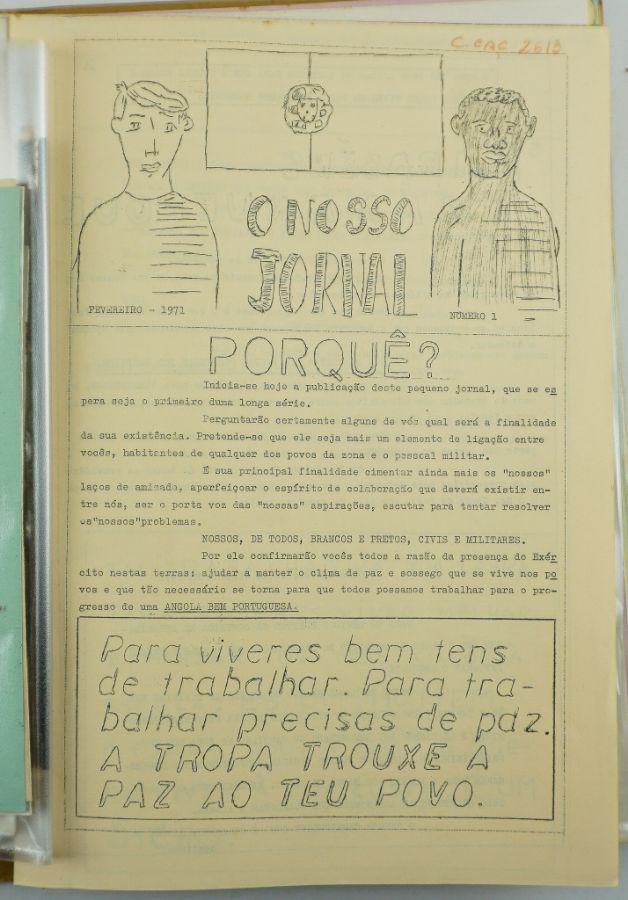 C. CAC 2613
O NOSSO
JORNAL
FEVEREIRO - 1971
NÚMERO 1
PORQUÊ?
Inicia-se hoje a publicação deste pequeno jornal, que se es
pera seja o primeiro duma longa série.
Perguntarão certamente alguns de vós qual será a finalidade
da sua existência. Pretende-se que ele seja mais um elemento de ligação entre
vocês, habitantes de qualquer dos povos da zona e o pessoal militar.
É sua principal finalidade cimentar ainda mais os "nossos"
laços de amizade, aperfeiçoar o espírito de colaboração que deverá existir en-
tre nós, ser o porta voz das "nossas" aspirações, escutar para tentar resolver
os"nossos"problemas.
NOSSOS, DE TODOS, BRANCOS E PRETOS, CIVIS E MILITARES.
Por ele confirmarão vocês todos a razão da presença do Exér
cito nestas terras: ajudar a manter o clima de paz e sossego que se vive nos po
vos e que tão necessário se torna para que todos possamos trabalhar para o pro-
gresso de uma ANGOLA BEM PORTUGUESA.
Para viveres bem tens
de trabalhar. Para tra-
balhar precisas de paz.
A TROPA TROUXE A
PAZ AO TEU POVO.